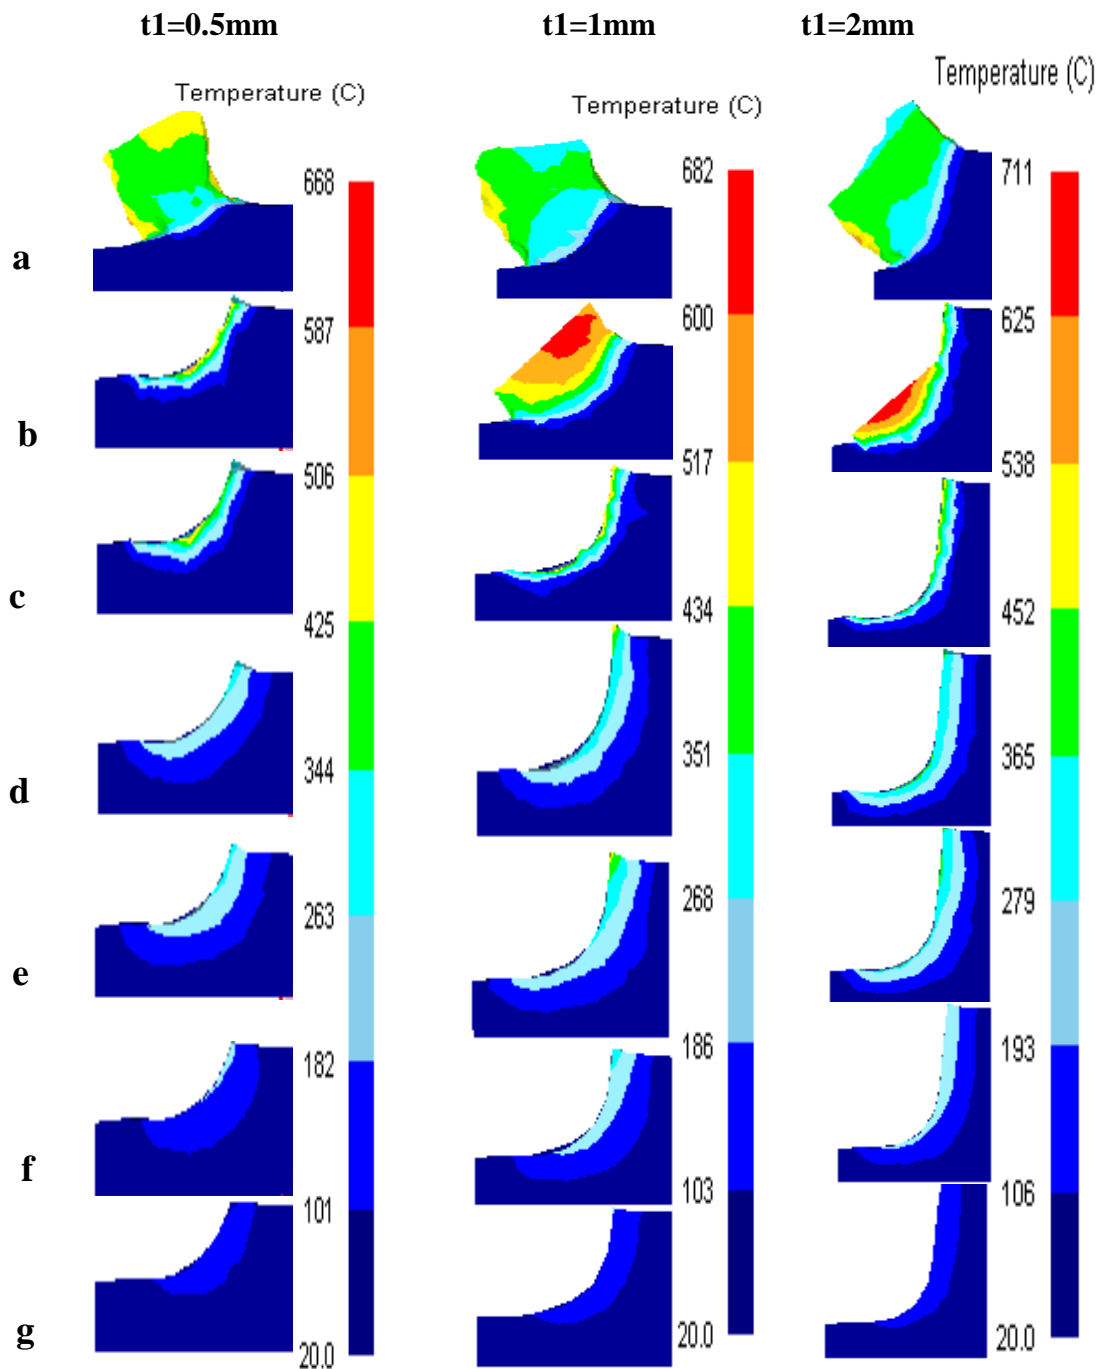 t1=0.5mm t1=1mm t1=2mm
Temperature (C) Temperature (C) Temperature (C)
668 682 711
a
587 600 625
b
506 517 538
c
425 434 452
d
344 351 365
e
263 268 279
f
182 186 193
101 103 106
g
20.0 20.0 20.0